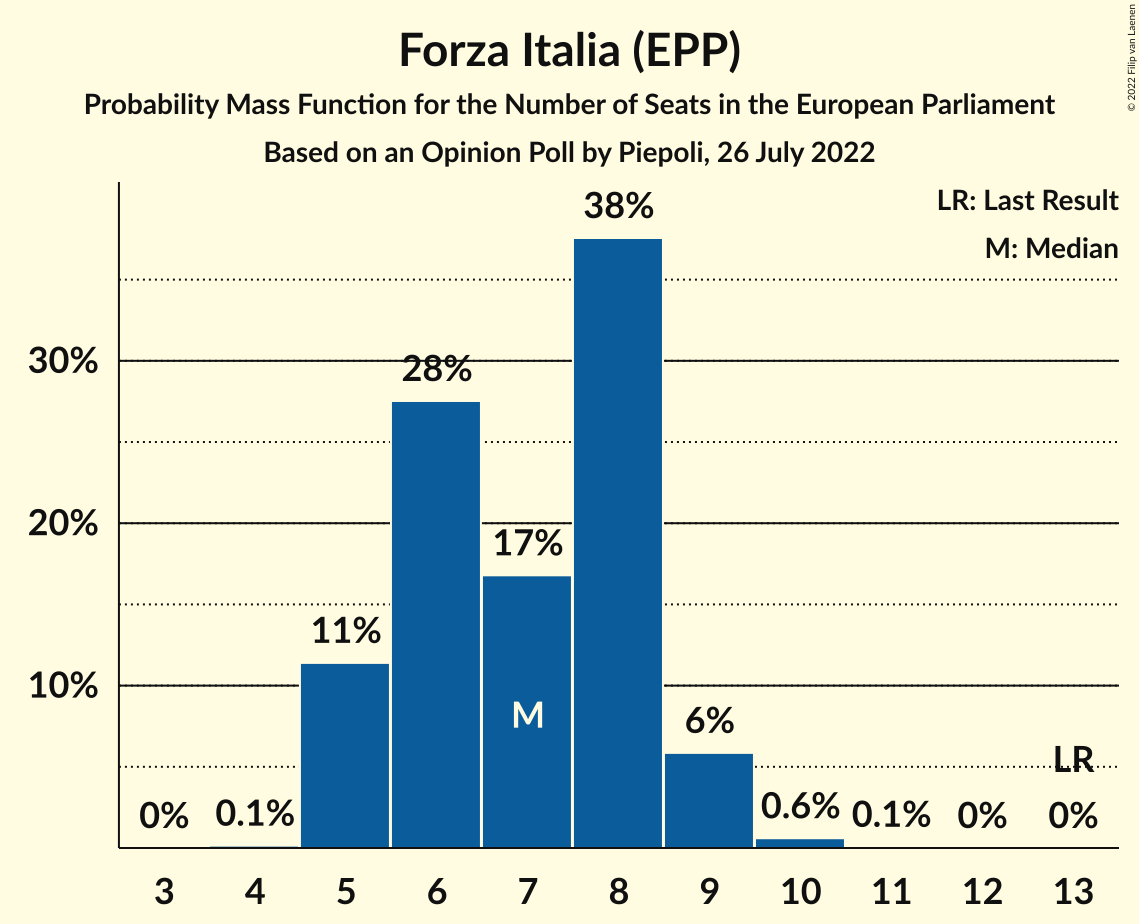 Forza Italia (EPP)
Probability Mass Function for the Number of Seats in the European Parliament
Based on an Opinion Poll by Piepoli, 26 July 2022
© 2022 Filip van Laenen
LR: Last Result
M: Median
38%
30%
28%
20%
17%
11%
10%
M
6%
LR
0%
0.1%
0.6%
0.1%
0%
0%
3 4 5 6 7 8 9 10 11 12 13